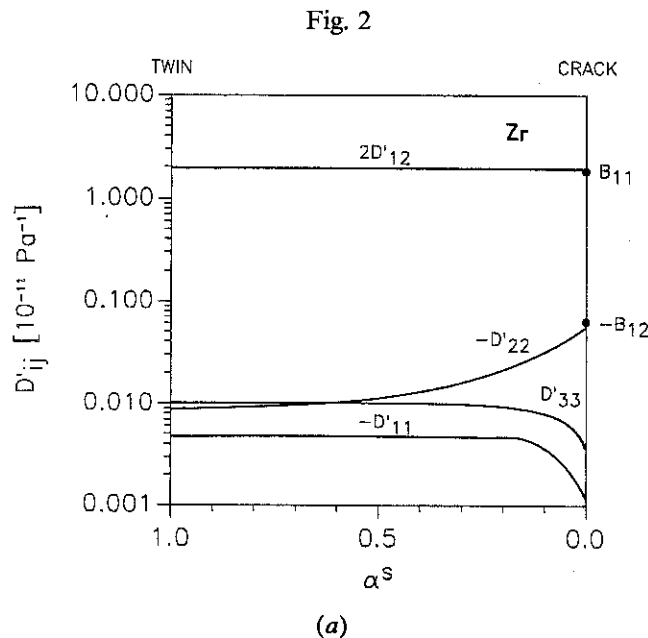 Fig. 2
TWIN CRACK
10.000
Zr
2D'12
1.000
B11
0.100
-B12
-D'22
0.010
D'33
-D'11
0.001
1.0 0.5 0.0
D'ij [10⁻¹² Pa⁻¹]
αˢ
(a)